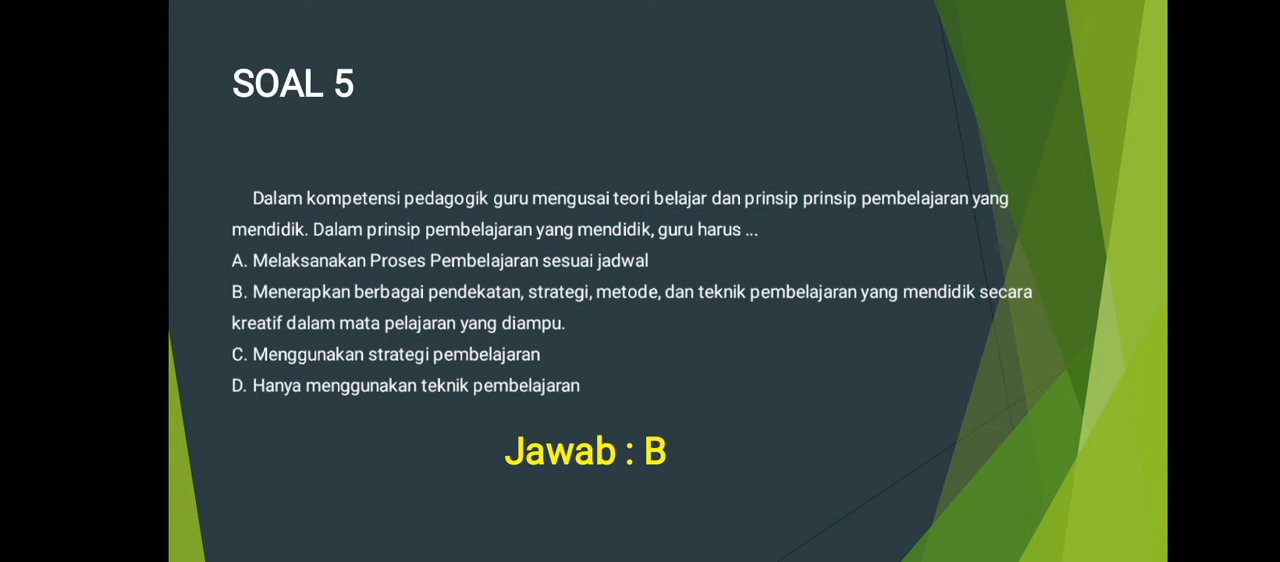 SOAL 5
Dalam kompetensi pedagogik guru mengusai teori belajar dan prinsip prinsip pembelajaran yang
mendidik. Dalam prinsip pembelajaran yang mendidik, guru harus ...
A. Melaksanakan Proses Pembelajaran sesuai jadwal
B. Menerapkan berbagai pendekatan, strategi, metode, dan teknik pembelajaran yang mendidik secara
kreatif dalam mata pelajaran yang diampu.
C. Menggunakan strategi pembelajaran
D. Hanya menggunakan teknik pembelajaran
Jawab : B